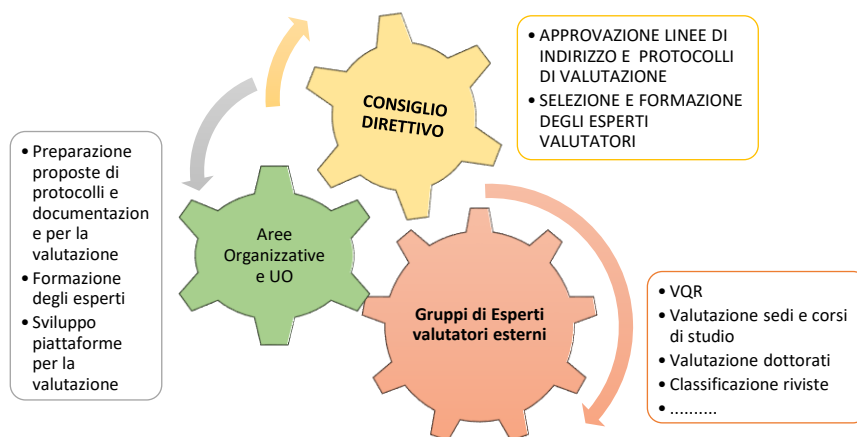 • APPROVAZIONE LINEE DI
INDIRIZZO E PROTOCOLLI
DI VALUTAZIONE
• SELEZIONE E FORMAZIONE
DEGLI ESPERTI
VALUTATORI
CONSIGLIO
DIRETTIVO
• Preparazione
proposte di
protocolli e
documentazion
e per la
valutazione
• Formazione
degli esperti
• Sviluppo
piattaforme
per la
valutazione
Aree
Organizzative
e UO
Gruppi di Esperti
valutatori esterni
• VQR
• Valutazione sedi e corsi
di studio
• Valutazione dottorati
• Classificazione riviste
• ..........